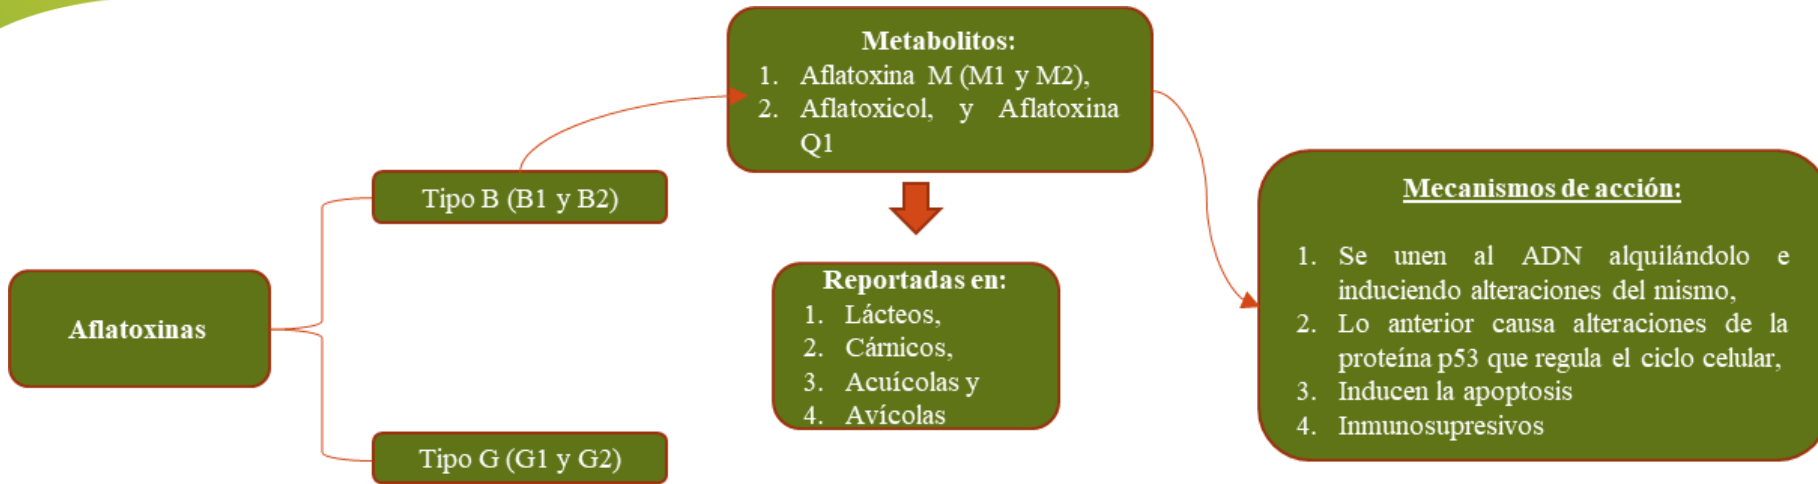 Metabolitos:
1. Aflatoxina M (M1 y M2),
2. Aflatoxicol, y Aflatoxina
Q1
Tipo B (B1 y B2)
Aflatoxinas
Tipo G (G1 y G2)
Reportadas en:
1. Lácteos,
2. Cárnicos,
3. Acuícolas y
4. Avícolas
Mecanismos de acción:
1. Se unen al ADN alquilándolo e
induciendo alteraciones del mismo,
2. Lo anterior causa alteraciones de la
proteína p53 que regula el ciclo celular,
3. Inducen la apoptosis
4. Inmunosupresivos